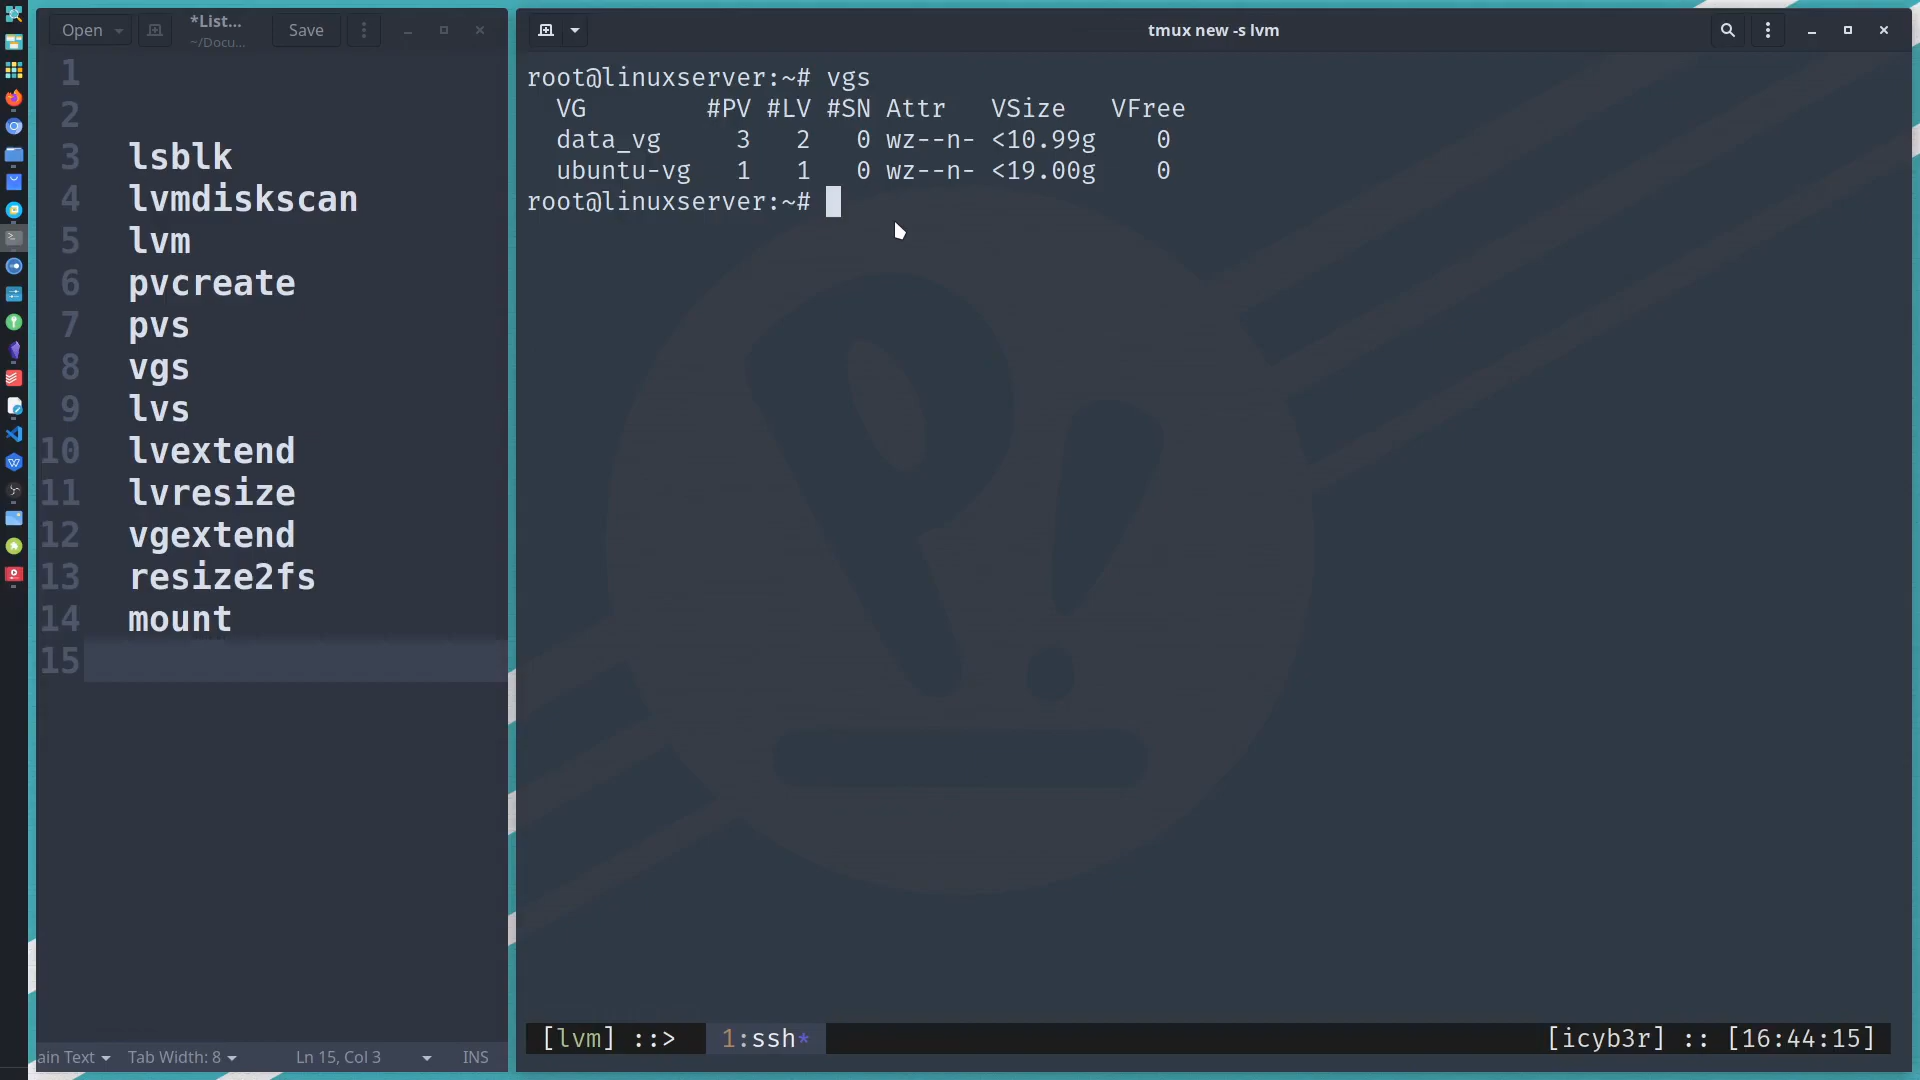 Open
*List...
~/Docu...
Save
1
2
3 lsblk
4 lvmdiskscan
5 lvm
6 pvcreate
7 pvs
8 vgs
9 lvs
10 lvextend
11 lvresize
12 vgextend
13 resize2fs
14 mount
15
ain Text
Tab Width: 8
Ln 15, Col 3
INS
tmux new -s lvm
root@linuxserver:~# vgs
VG #PV #LV #SN Attr VSize VFree
data_vg 3 2 0 wz--n- <10.99g 0
ubuntu-vg 1 1 0 wz--n- <19.00g 0
root@linuxserver:~#
[lvm] ::> 1:ssh* [icyb3r] :: [16:44:15]